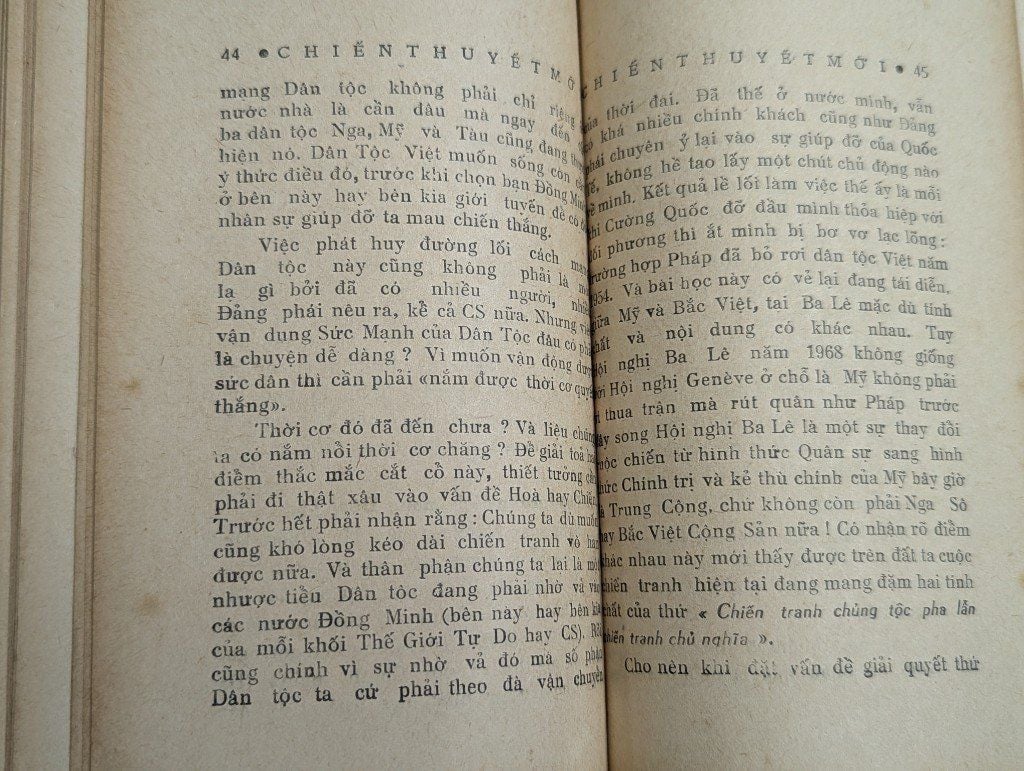 44 ● CHIẾN THUYẾT MỚ
mạng Dân tộc không phải chỉ riêng
nước nhà là cần đâu mà ngay đến
ba dân tộc Nga, Mỹ và Tàu cũng đang
hiện nó. Dân Tộc Việt muốn sống còn
ý thức điều đó, trước khi chọn bạn Đồng
ở bên này hay bên kia giới tuyến để có
nhân sự giúp đỡ ta mau chiến thắng.
Việc phát huy đường lối cách
Dân tộc này cũng không phải là
lạ gì bởi đã có nhiều người,
Đảng phái nêu ra, kể cả CS nữa. Nhưng
vận dung Sức Mạnh của Dân Tộc đâu có
là chuyện dễ dàng ? Vì muốn vận động
sức dân thì cần phải «nắm được thời cơ
thắng».
Thời cơ đó đã đến chưa ? Và liệu
ta có nắm nổi thời cơ chăng ? Để giải toả
điểm thắc mắc cắt cổ này, thiết tưởng
phải đi thật xâu vào vấn đề Hoà hay
Trước hết phải nhận rằng : Chúng ta dù
cũng khó lòng kéo dài chiến tranh vô
được nữa. Và thân phận chúng ta lại là
nhược tiểu Dân tộc đang phải nhờ vả
các nước Đồng Minh (bên này hay bên
của mỗi khối Thế Giới Tự Do hay CS).
cũng chính vì sự nhờ vả đó mà số
Dân tộc ta cứ phải theo đà vận chuyển
CHIẾN THUYẾT MỚI ● 45
của thời đại. Đã thế ở nước mình, vẫn
có khá nhiều chính khách cũng như Đảng
phái chuyên ỷ lại vào sự giúp đỡ của Quốc
Tế, không hề tạo lấy một chút chủ động nào
về mình. Kết quả lề lối làm việc thế ấy là mỗi
khi Cường Quốc đỡ đầu mình thỏa hiệp với
đối phương thì ắt mình bị bơ vơ lạc lõng :
trường hợp Pháp đã bỏ rơi dân tộc Việt năm
1954. Và bài học này có vẻ lại đang tái diễn,
giữa Mỹ và Bắc Việt, tại Ba Lê mặc dù tính
chất và nội dung có khác nhau. Tuy
Hội nghị Ba Lê năm 1968 không giống
với Hội nghị Genève ở chỗ là Mỹ không phải
vì thua trận mà rút quân như Pháp trước
đây song Hội nghị Ba Lê là một sự thay đổi
cuộc chiến từ hình thức Quân sự sang hình
thức Chính trị và kẻ thù chính của Mỹ bây giờ
là Trung Cộng, chứ không còn phải Nga Sô
hay Bắc Việt Cộng Sản nữa ! Có nhận rõ điểm
khác nhau này mới thấy được trên đất ta cuộc
chiến tranh hiện tại đang mang đặm hai tính
chất của thứ « Chiến tranh chủng tộc pha lẫn
chiến tranh chủ nghĩa ».
Cho nên khi đặt vấn đề giải quyết thứ